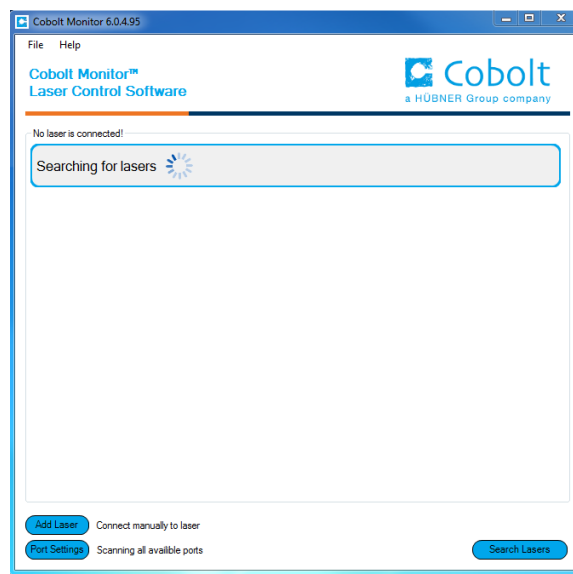 Cobolt Monitor 6.0.4.95
File Help
Cobolt Monitor™
Laser Control Software
Cobolt
a HÜBNER Group company
No laser is connected!
Searching for lasers
Add Laser Connect manually to laser
Port Settings Scanning all availible ports
Search Lasers